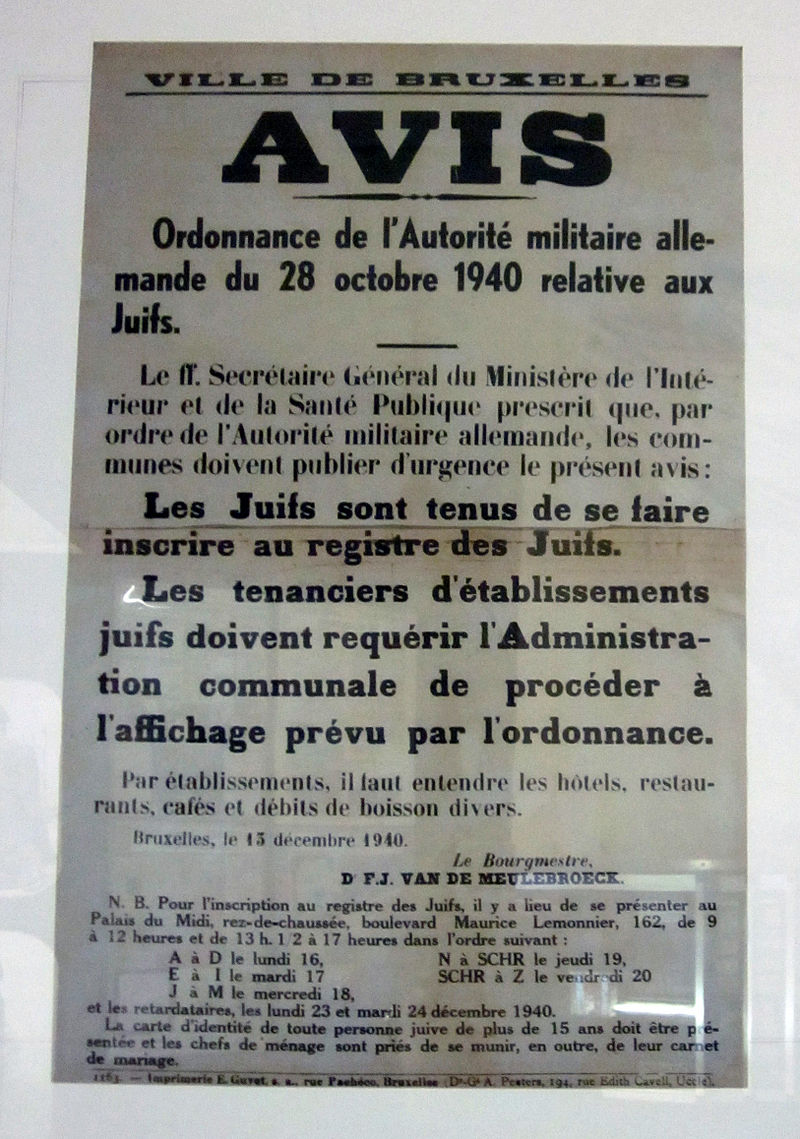 VILLE DE BRUXELLES
AVIS
Ordonnance de l'Autorité militaire alle-
mande du 28 octobre 1940 relative aux
Juifs.
Le ff. Secrétaire Général du Ministère de l'Inté-
rieur et de la Santé Publique prescrit que, par
ordre de l'Autorité militaire allemande, les com-
munes doivent publier d'urgence le présent avis :
Les Juifs sont tenus de se faire
inscrire au registre des Juifs.
Les tenanciers d'établissements
juifs doivent requérir l'Administra-
tion communale de procéder à
l'affichage prévu par l'ordonnance.
Par établissements, il faut entendre les hôtels, restau-
rants, cafés et débits de boisson divers.
Bruxelles, le 13 décembre 1940.
Le Bourgmestre,
Dr F.J. VAN DE MEULEBROECK.
N. B. Pour l'inscription au registre des Juifs, il y a lieu de se présenter au
Palais du Midi, rez-de-chaussée, boulevard Maurice Lemonnier, 162, de 9
à 12 heures et de 13 h. 1/2 à 17 heures dans l'ordre suivant :
A à D le lundi 16, N à SCHR le jeudi 19,
E à I le mardi 17 SCHR à Z le vendredi 20
J à M le mercredi 18,
et les retardataires, les lundi 23 et mardi 24 décembre 1940.
La carte d'identité de toute personne juive de plus de 15 ans doit être pré-
sentée et les chefs de ménage sont priés de se munir, en outre, de leur carnet
de mariage.
1163. — Imprimerie E. Guyot, s. a., rue Pachéco, Bruxelles (Dr-Gt A. Peeters, 194, rue Edith Cavell, Uccle).